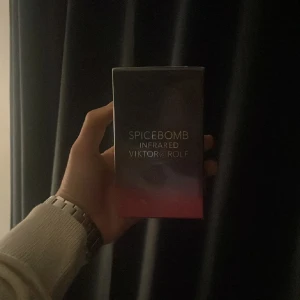 SPICEBOMB
INFRARED
VIKTOR & ROLF